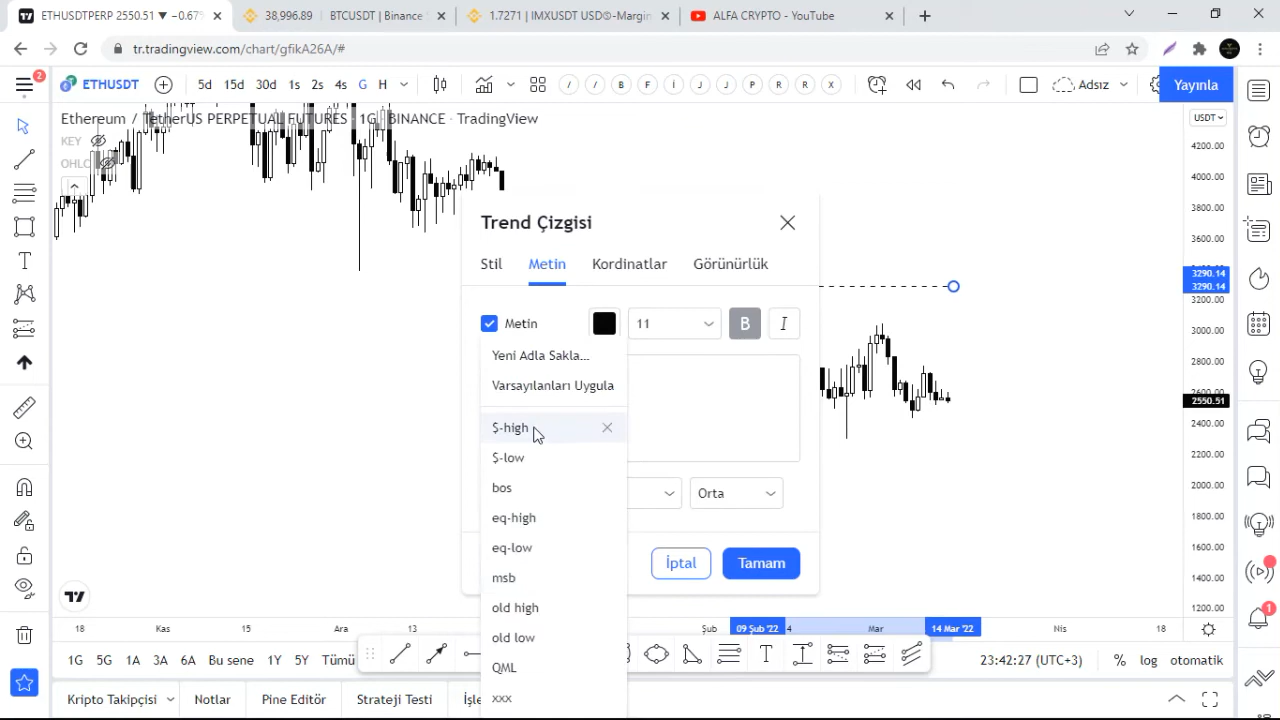 ETHUSDTPERP 2550.51 ▼ −0.67%
38,996.89 BTCUSDT | Binance
1.7271 | IMXUSDT USDⓈ-Margin
ALFA CRYPTO - YouTube
tr.tradingview.com/chart/gfikA26A/#
2
ETHUSDT
5d 15d 30d 1s 2s 4s G H
B F İ J J P R R X
Adsız
Yayınla
Ethereum / TetherUS PERPETUAL FUTURES · 1G · BINANCE · TradingView
USDT
KEY
OHLC
4200.00
4000.00
3800.00
3600.00
3290.14
3290.14
3200.00
3000.00
2800.00
2550.51
2400.00
2200.00
2000.00
1800.00
1600.00
1400.00
1200.00
Trend Çizgisi
Stil Metin Kordinatlar Görünürlük
Metin 11 B I
Yeni Adla Sakla...
Varsayılanları Uygula
$-high
$-low
bos
eq-high
eq-low
msb
old high
old low
QML
xxx
Orta
İptal Tamam
18 Kas Ara 13 Şub 09 Şub '22 4 Mar 14 Mar '22 Nis 18
1G 5G 1A 3A 6A Bu sene 1Y 5Y Tümü
T
23:42:27 (UTC+3) % log otomatik
Kripto Takipçisi Notlar Pine Editör Strateji Testi
1